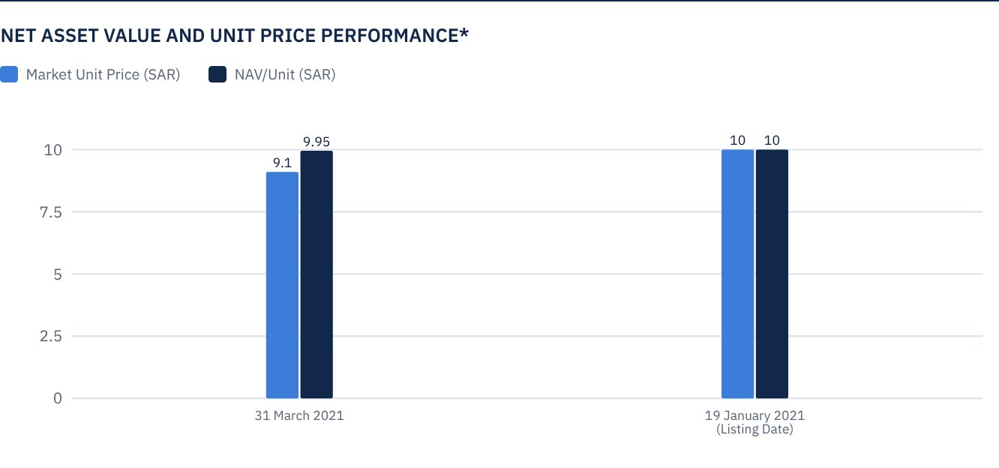 NET ASSET VALUE AND UNIT PRICE PERFORMANCE*
Market Unit Price (SAR) NAV/Unit (SAR)
10 10
9.95
9.1
10
7.5
5
2.5
0
31 March 2021
19 January 2021
(Listing Date)